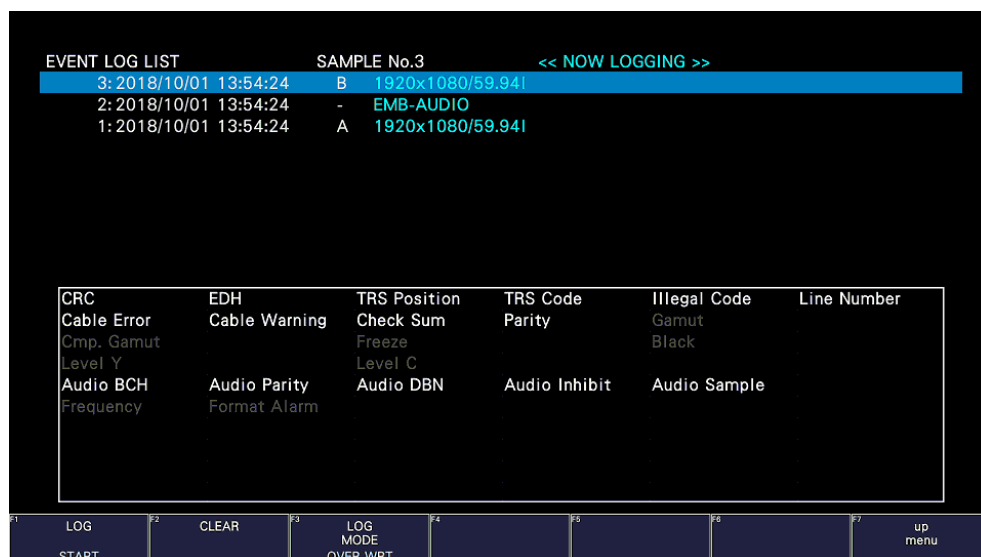 EVENT LOG LIST SAMPLE No.3 << NOW LOGGING >>
3: 2018/10/01 13:54:24 B 1920x1080/59.94I
2: 2018/10/01 13:54:24 - EMB-AUDIO
1: 2018/10/01 13:54:24 A 1920x1080/59.94I
CRC EDH TRS Position TRS Code Illegal Code Line Number
Cable Error Cable Warning Check Sum Parity Gamut
Cmp. Gamut Freeze Black
Level Y Level C
Audio BCH Audio Parity Audio DBN Audio Inhibit Audio Sample
Frequency Format Alarm
F1 LOG START
F2 CLEAR
F3 LOG MODE OVER WRT
F4
F5
F6
F7 up menu